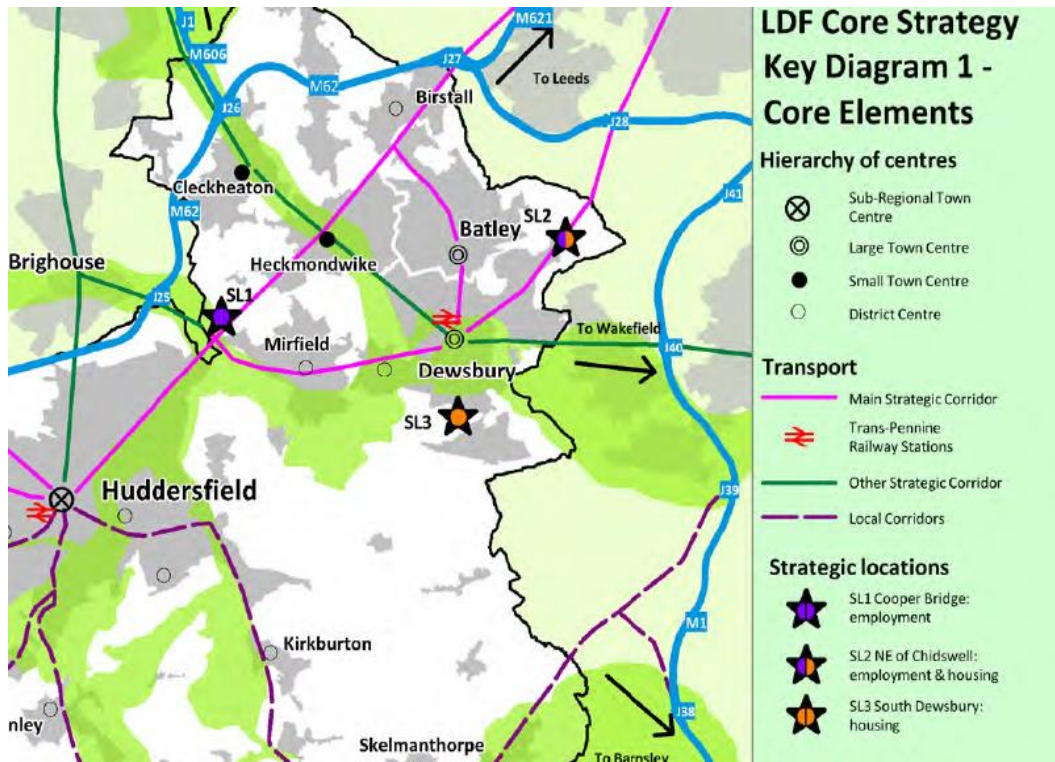 LDF Core Strategy
Key Diagram 1 -
Core Elements
Hierarchy of centres
Sub-Regional Town
Centre
Large Town Centre
Small Town Centre
District Centre
Transport
Main Strategic Corridor
Trans-Pennine
Railway Stations
Other Strategic Corridor
Local Corridors
Strategic locations
SL1 Cooper Bridge:
employment
SL2 NE of Chidswell:
employment & housing
SL3 South Dewsbury:
housing
J1
M621
M606
J27
M62
To Leeds
Birstall
J26
J28
Cleckheaton
J41
M62
SL2
Batley
Brighouse
Heckmondwike
J25
SL1
To Wakefield
Mirfield
J40
Dewsbury
SL3
Huddersfield
J39
M1
Kirkburton
J38
nley
Skelmanthorpe
To Barnsley